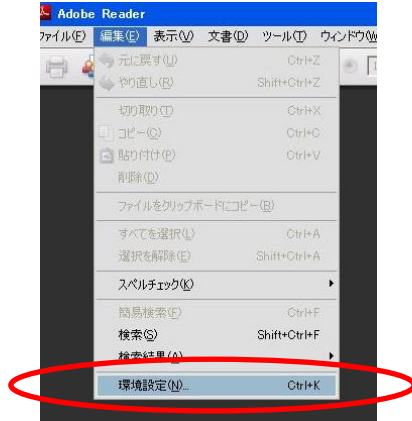 Adobe Reader
ファイル(F) 編集(E) 表示(V) 文書(D) ツール(T) ウィンドウ(W
元に戻す(U) Ctrl+Z
やり直し(R) Shift+Ctrl+Z
切り取り(T) Ctrl+X
コピー(C) Ctrl+C
貼り付け(P) Ctrl+V
削除(D)
ファイルをクリップボードにコピー(B)
すべてを選択(L) Ctrl+A
選択を解除(E) Shift+Ctrl+A
スペルチェック(K)
簡易検索(F) Ctrl+F
検索(S) Shift+Ctrl+F
検索結果(A)
環境設定(N)... Ctrl+K